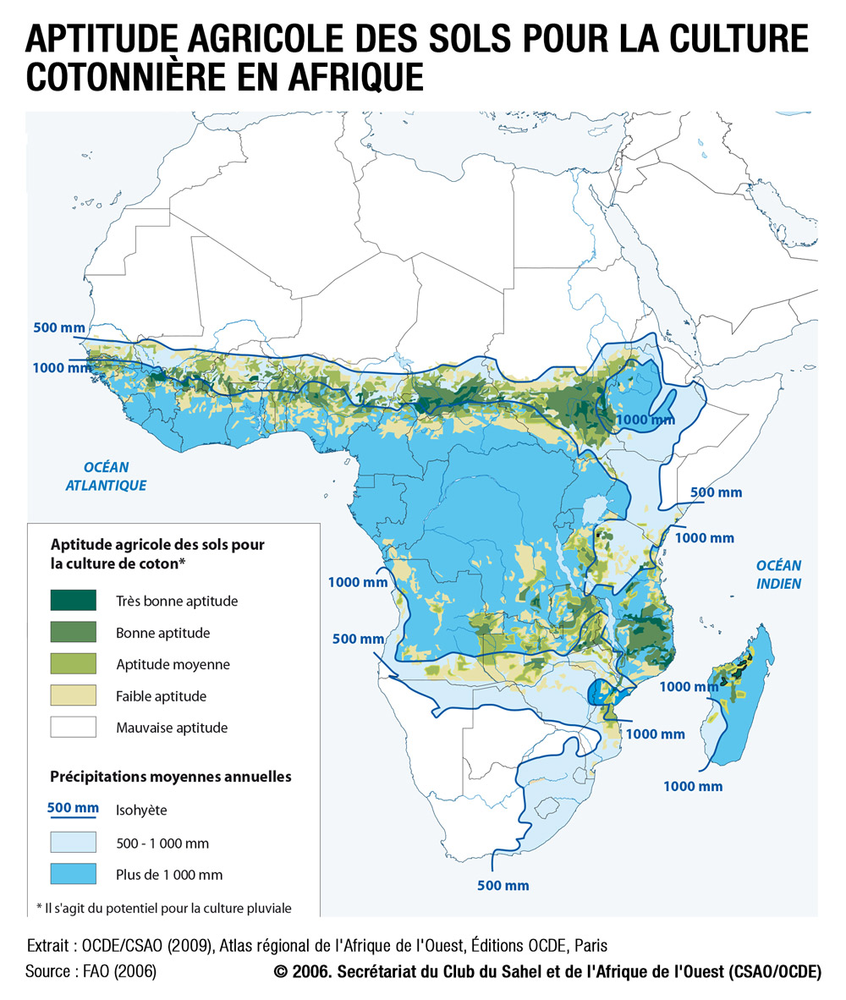 APTITUDE AGRICOLE DES SOLS POUR LA CULTURE
COTONNIÈRE EN AFRIQUE
500 mm
1000 mm
1000 mm
OCÉAN
ATLANTIQUE
500 mm
1000 mm
OCÉAN
INDIEN
1000 mm
500 mm
1000 mm
1000 mm
1000 mm
500 mm
Aptitude agricole des sols pour
la culture de coton*
Très bonne aptitude
Bonne aptitude
Aptitude moyenne
Faible aptitude
Mauvaise aptitude
Précipitations moyennes annuelles
500 mm Isohyète
500 - 1 000 mm
Plus de 1 000 mm
* Il s'agit du potentiel pour la culture pluviale
Extrait : OCDE/CSAO (2009), Atlas régional de l'Afrique de l'Ouest, Éditions OCDE, Paris
Source : FAO (2006) © 2006. Secrétariat du Club du Sahel et de l'Afrique de l'Ouest (CSAO/OCDE)